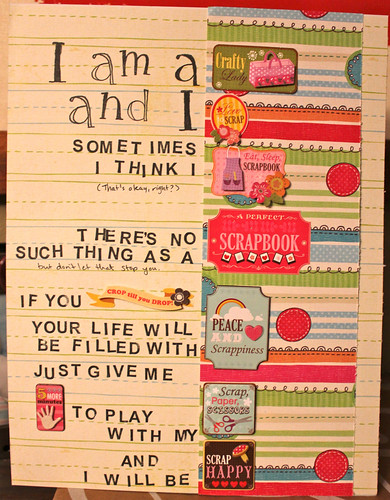 I am a Crafty
Lady
and I
SCRAP
SOMETIMES
I THINK I Eat, Sleep,
SCRAPBOOK
(That's okay, right?)
THERE'S NO A PERFECT
SUCH THING AS A SCRAPBOOK
but don't let that stop you.
IF YOU CROP till you DROP!
YOUR LIFE WILL PEACE
BE FILLED WITH AND
Scrappiness
JUST GIVE ME
5 MORE
minutes
TO PLAY Scrap,
Paper,
WITH MY SCISSORS
AND SCRAP
I WILL BE HAPPY